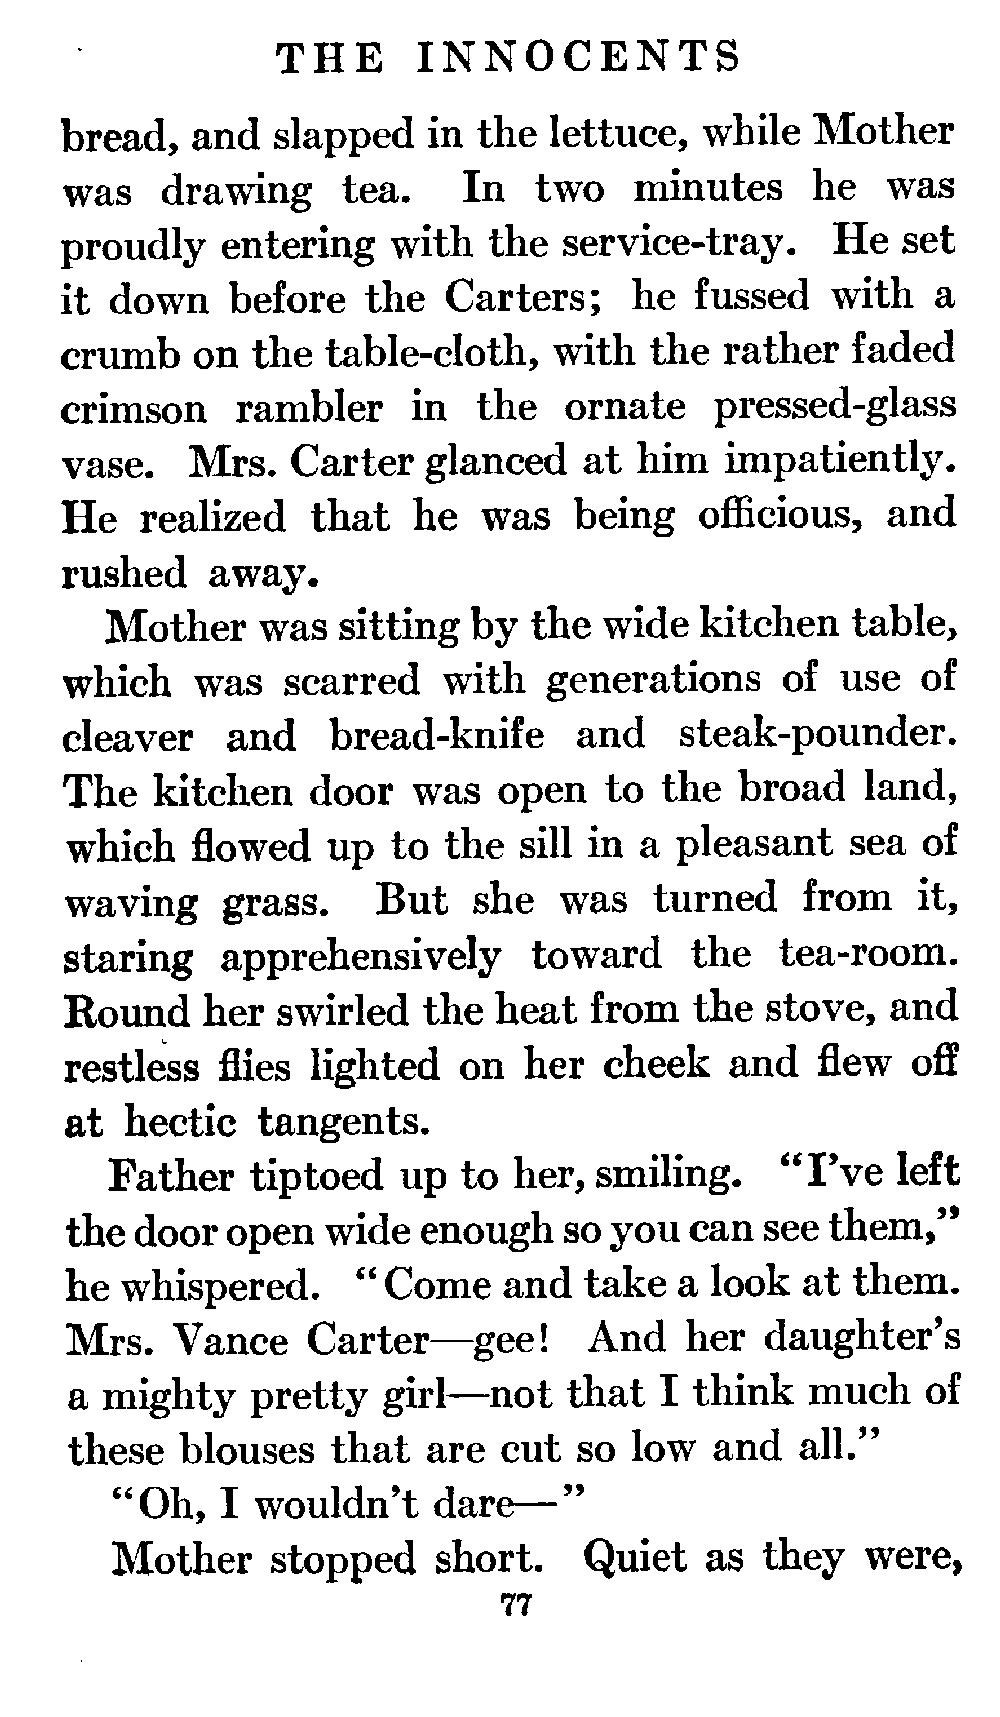 THE INNOCENTS
bread, and slapped in the lettuce, while Mother
was drawing tea. In two minutes he was
proudly entering with the service-tray. He set
it down before the Carters; he fussed with a
crumb on the table-cloth, with the rather faded
crimson rambler in the ornate pressed-glass
vase. Mrs. Carter glanced at him impatiently.
He realized that he was being officious, and
rushed away.
Mother was sitting by the wide kitchen table,
which was scarred with generations of use of
cleaver and bread-knife and steak-pounder.
The kitchen door was open to the broad land,
which flowed up to the sill in a pleasant sea of
waving grass. But she was turned from it,
staring apprehensively toward the tea-room.
Round her swirled the heat from the stove, and
restless flies lighted on her cheek and flew off
at hectic tangents.
Father tiptoed up to her, smiling. “I’ve left
the door open wide enough so you can see them,”
he whispered. “Come and take a look at them.
Mrs. Vance Carter—gee! And her daughter’s
a mighty pretty girl—not that I think much of
these blouses that are cut so low and all.”
“Oh, I wouldn’t dare—”
Mother stopped short. Quiet as they were,
77